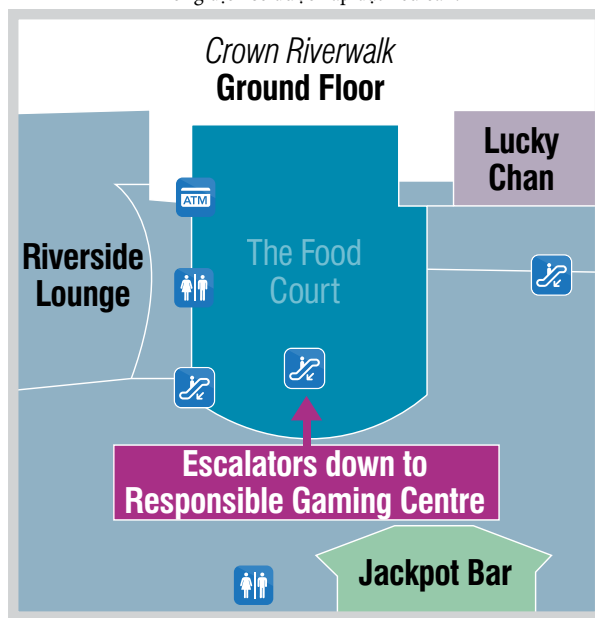 Crown Riverwalk
Ground Floor
Lucky
Chan
ATM
Riverside
Lounge
The Food
Court
Escalators down to
Responsible Gaming Centre
Jackpot Bar